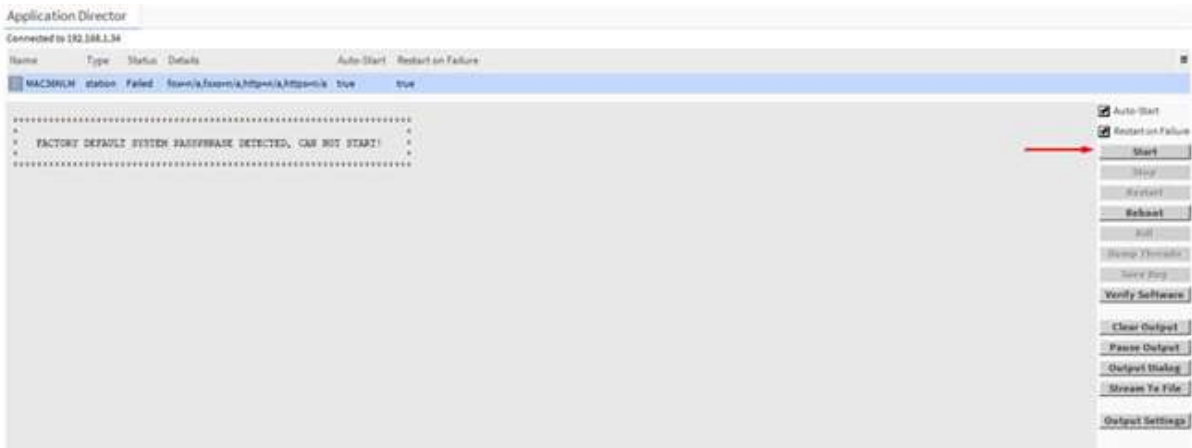 Application Director
Connected to 192.168.1.34
Name Type Status Details Auto-Start Restart on Failure
station Failed fox=n/a,foxs=n/a,http=n/a,https=n/a true true
Auto-Start
Restart on Failure
************************************************************************
* FACTORY DEFAULT SYSTEM PASSPHRASE DETECTED, CAN NOT START! *
************************************************************************
Start
Stop
Restart
Reboot
Kill
Dump Threads
Save Bog
Verify Software
Clear Output
Pause Output
Output Dialog
Stream To File
Output Settings